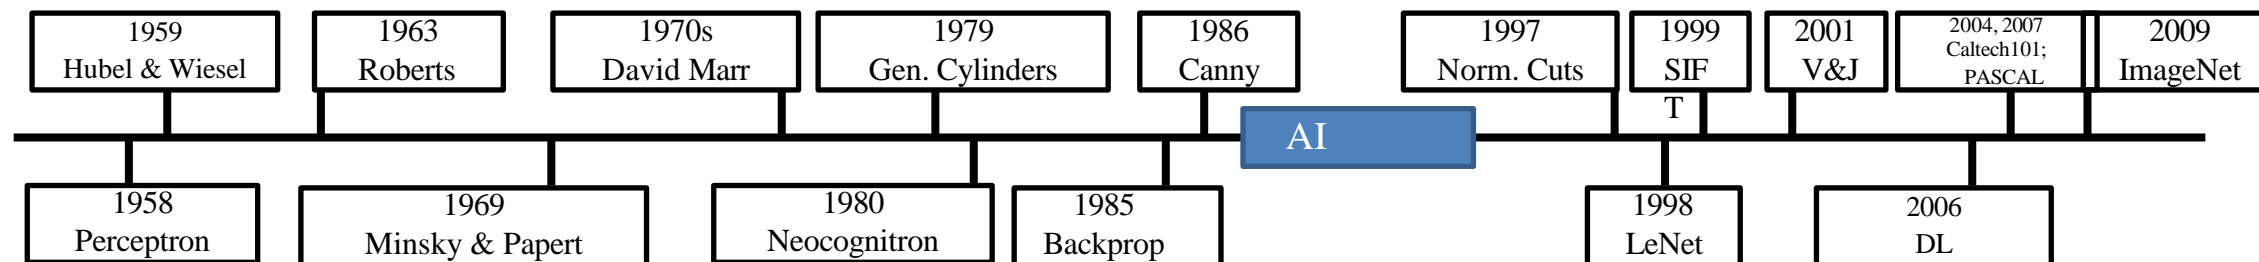 1959
Hubel & Wiesel
1963
Roberts
1970s
David Marr
1979
Gen. Cylinders
1986
Canny
1997
Norm. Cuts
1999
SIF
T
2001
V&J
2004, 2007
Caltech101;
PASCAL
2009
ImageNet
AI
1958
Perceptron
1969
Minsky & Papert
1980
Neocognitron
1985
Backprop
1998
LeNet
2006
DL